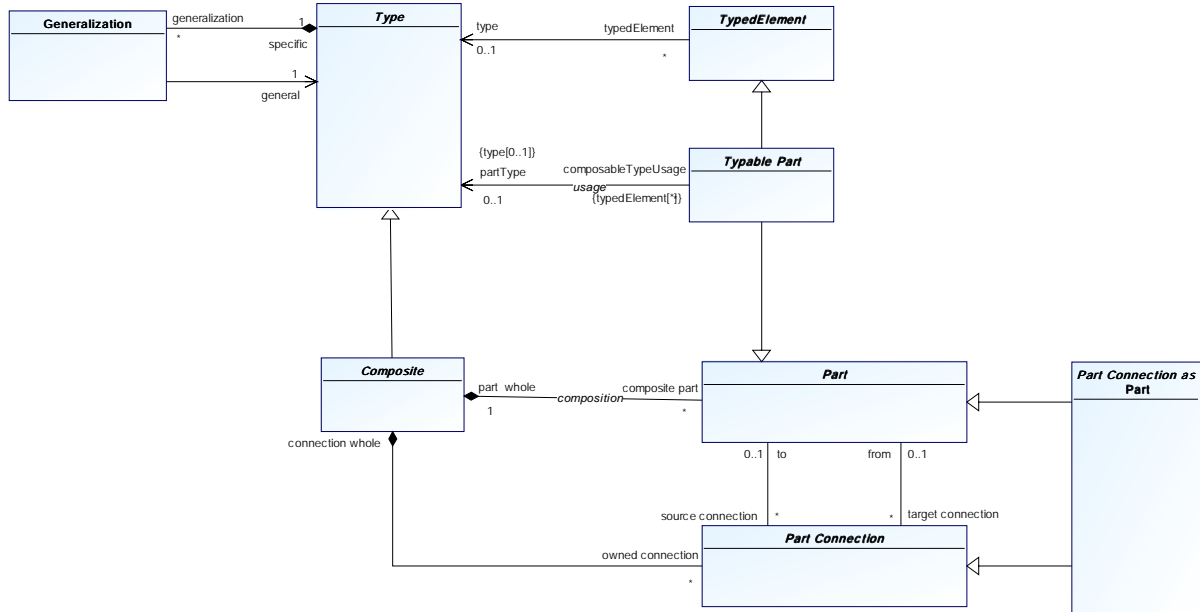 Generalization
generalization
*
1
specific
1
general
Type
type
0..1
typedElement
*
TypedElement
{type[0..1]}
partType
0..1
composableTypeUsage
usage
{typedElement[*]}
Typable Part
Composite
part whole
1
composition
composite part
*
Part
Part Connection as
Part
connection whole
0..1 to
from 0..1
source connection *
* target connection
Part Connection
owned connection
*